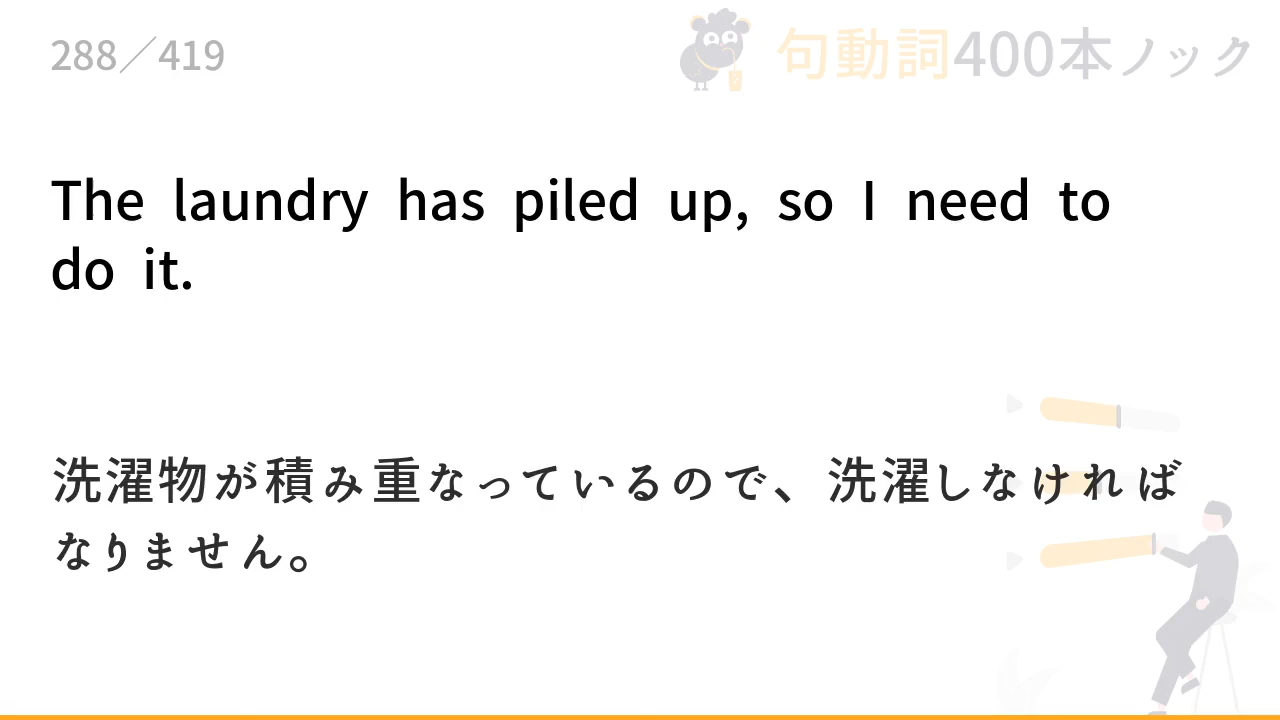 288／419
句動詞400本ノック
The laundry has piled up, so I need to
do it.
洗濯物が積み重なっているので、洗濯しなければ
なりません。